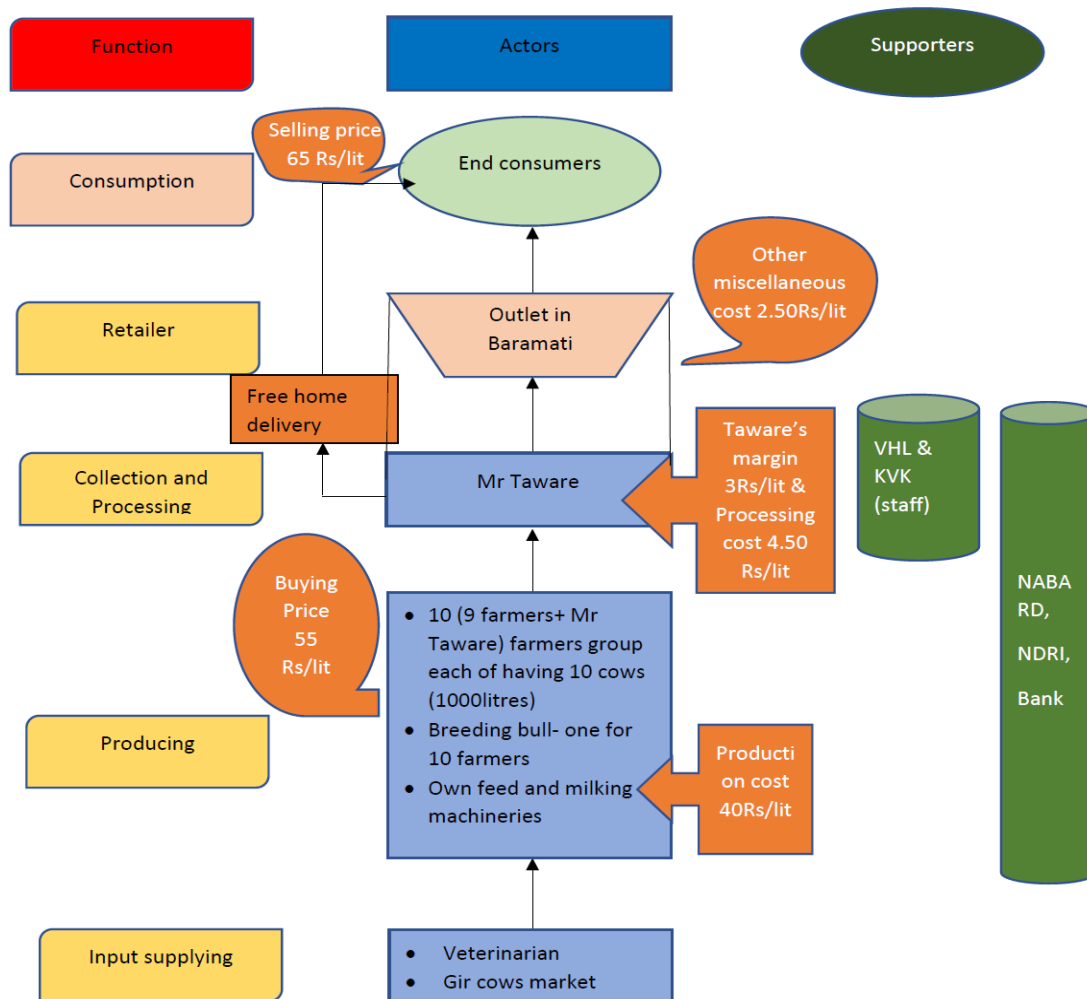 Function
Actors
Supporters
Selling price
65 Rs/lit
End consumers
Consumption
Other
miscellaneous
cost 2.50Rs/lit
Outlet in
Baramati
Retailer
Free home
delivery
Taware's
margin
3Rs/lit &
Processing
cost 4.50
Rs/lit
VHL &
KVK
(staff)
Collection and
Processing
Mr Taware
NABA
RD,
NDRI,
Bank
Buying
Price
55
Rs/lit
• 10 (9 farmers+ Mr
Taware) farmers group
each of having 10 cows
(1000litres)
• Breeding bull- one for
10 farmers
• Own feed and milking
machineries
Producing
Producti
on cost
40Rs/lit
Input supplying
• Veterinarian
• Gir cows market